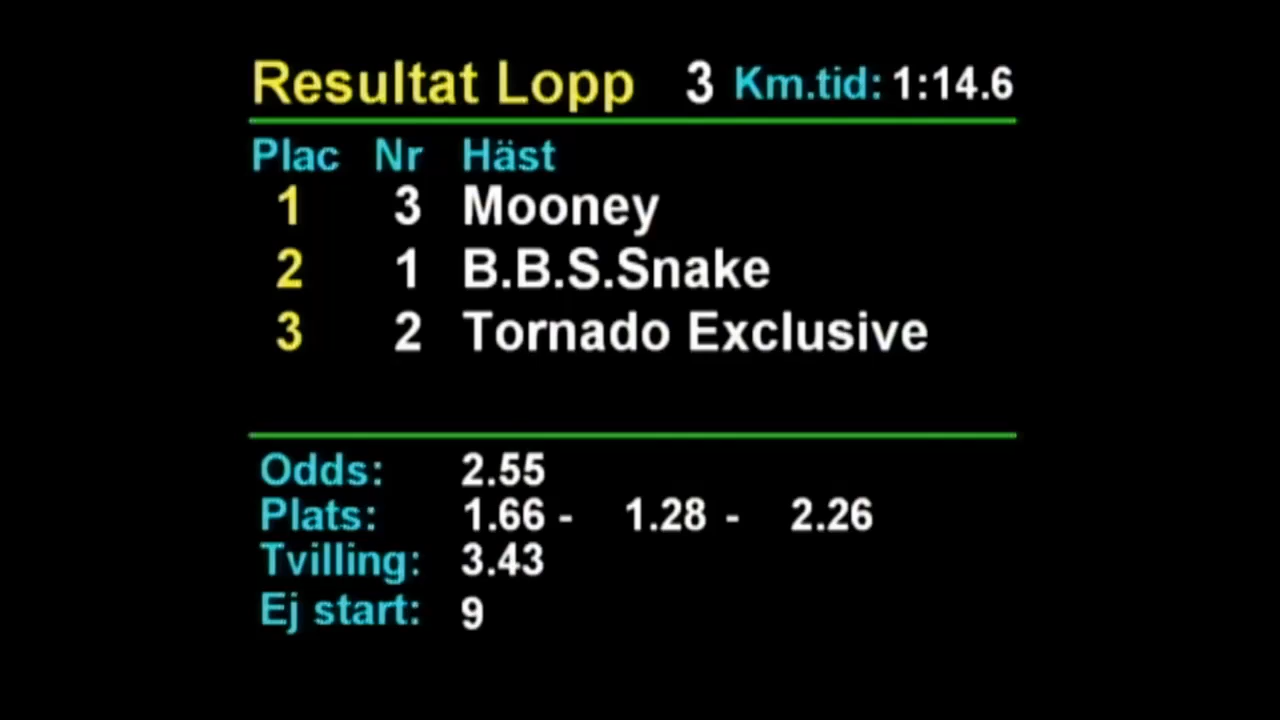 Resultat Lopp 3 Km.tid: 1:14.6
Plac Nr Häst
1 3 Mooney
2 1 B.B.S.Snake
3 2 Tornado Exclusive
Odds: 2.55
Plats: 1.66 - 1.28 - 2.26
Tvilling: 3.43
Ej start: 9